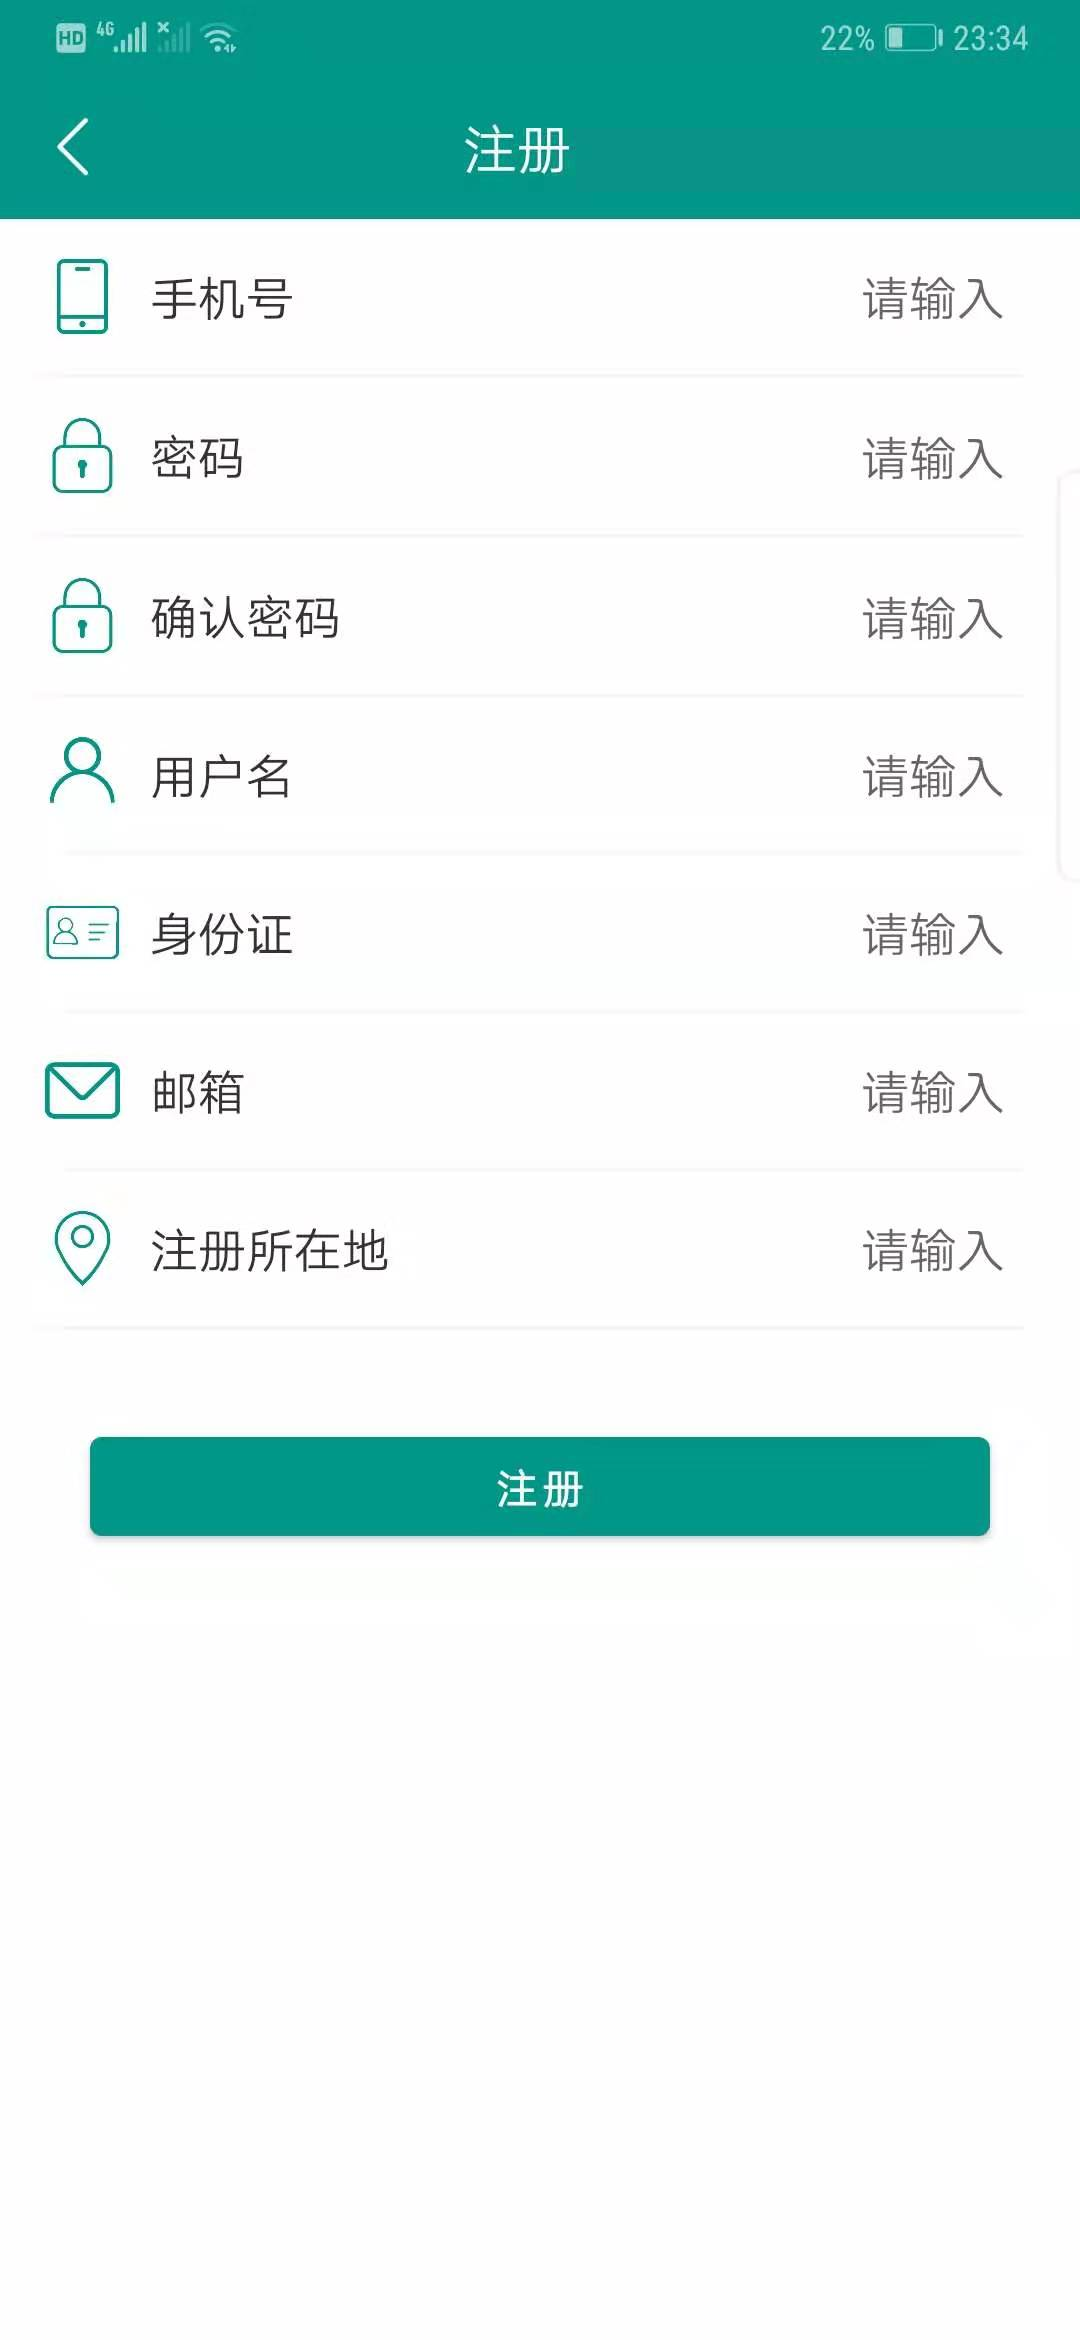 HD 4G 22% 23:34
注册
手机号 请输入
密码 请输入
确认密码 请输入
用户名 请输入
身份证 请输入
邮箱 请输入
注册所在地 请输入
注册